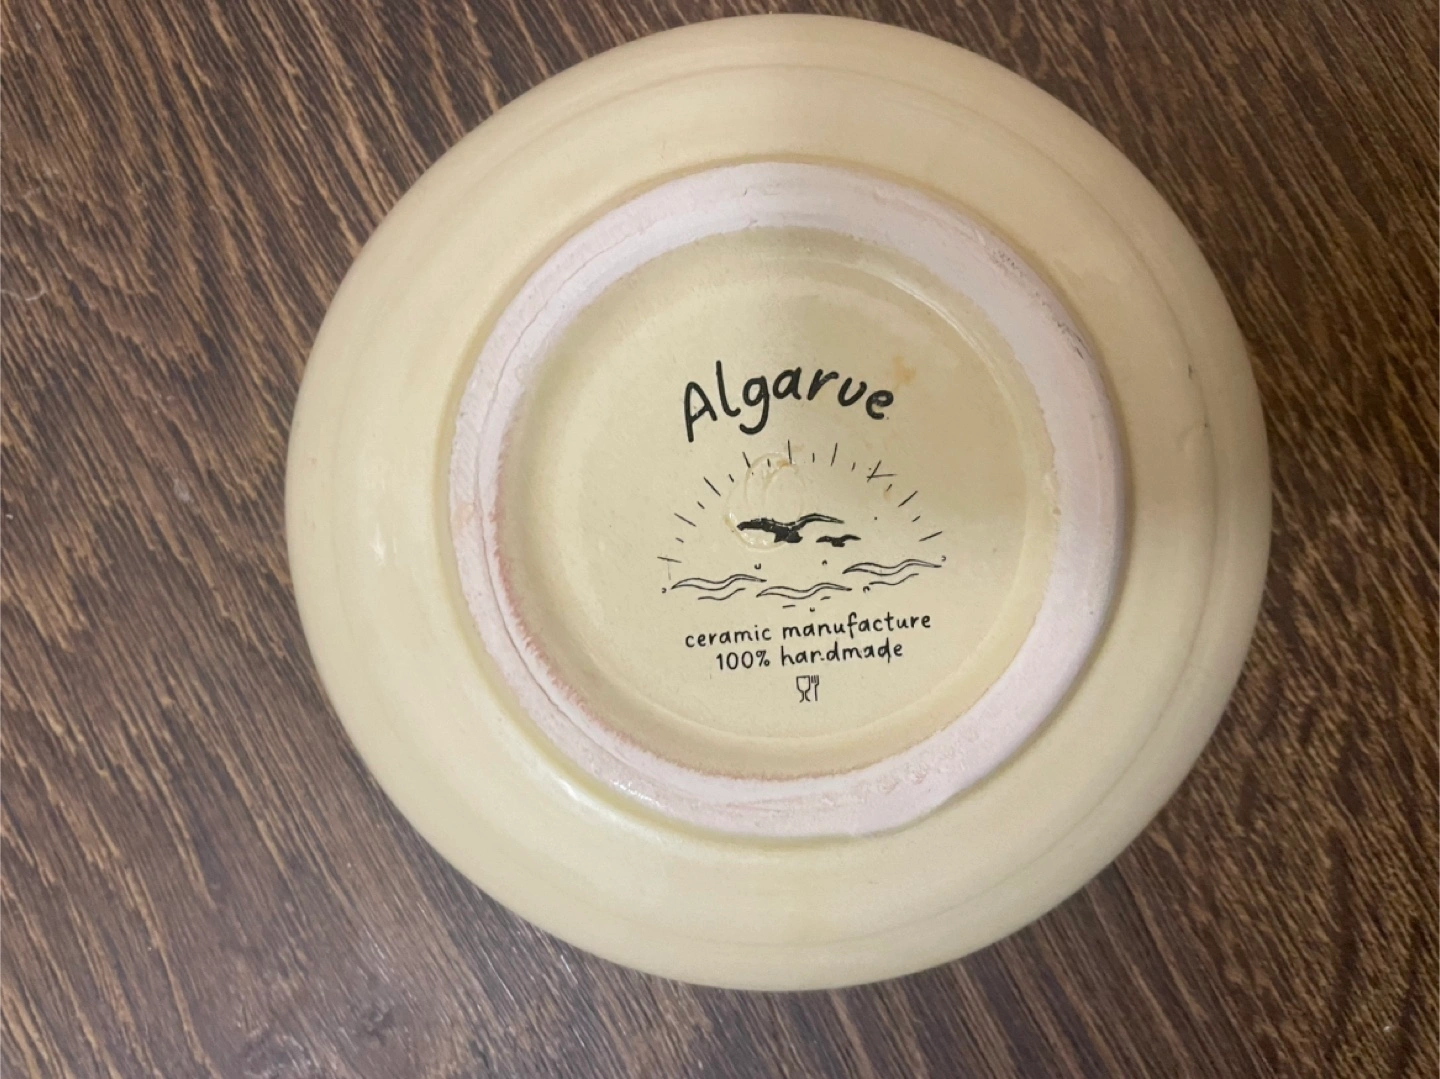 Algarve
ceramic manufacture
100% handmade